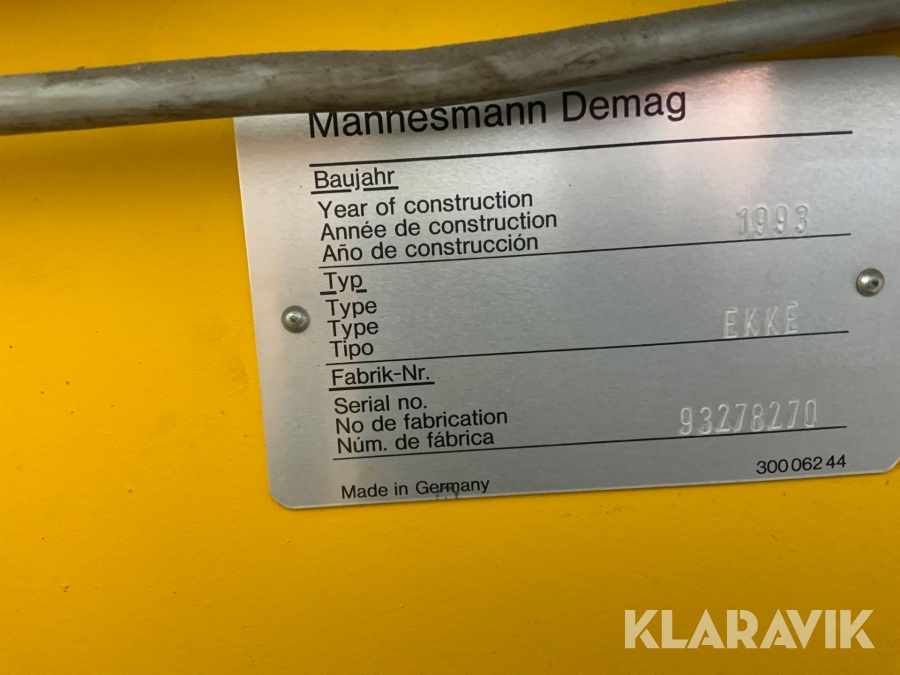 Mannesmann Demag
Baujahr
Year of construction
Année de construction
Año de construcción
1993
Typ
Type
Type
Tipo
EKKE
Fabrik-Nr.
Serial no.
No de fabrication
Núm. de fábrica
93278270
300 062 44
Made in Germany
KLARAVIK